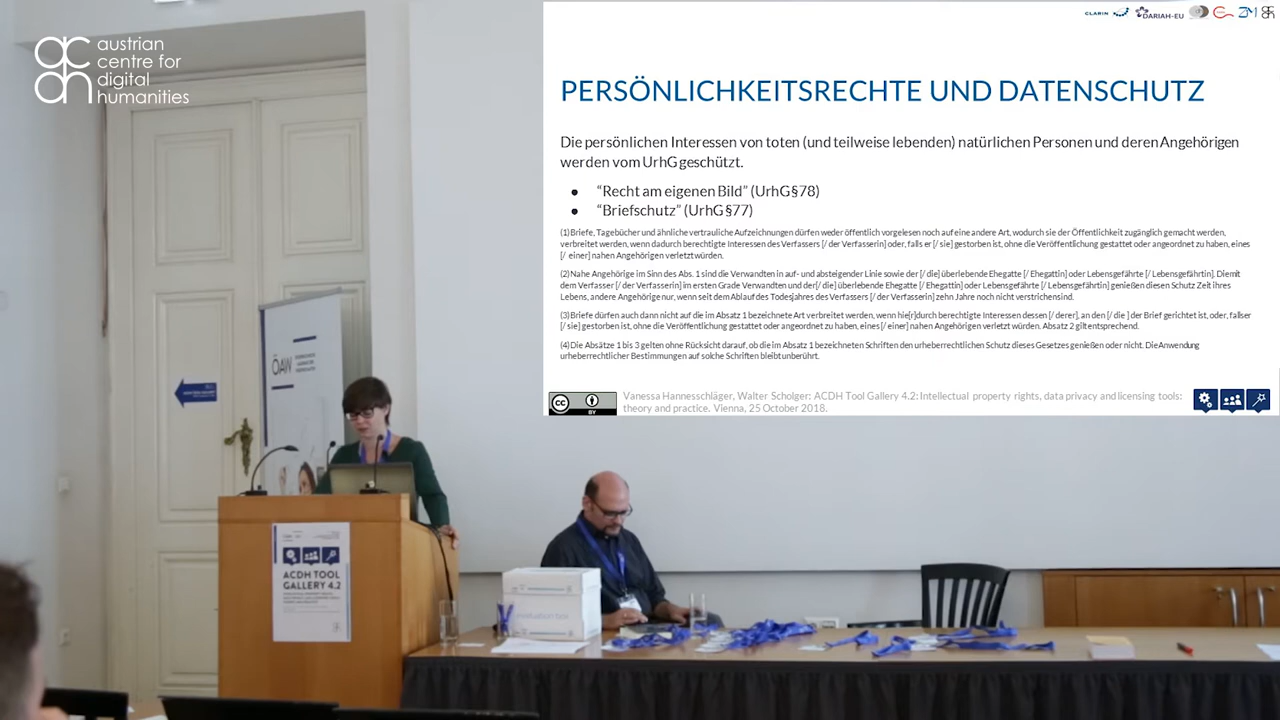 austrian
centre for
digital
humanities
CLARIN
DARIAH-EU
PERSÖNLICHKEITSRECHTE UND DATENSCHUTZ
Die persönlichen Interessen von toten (und teilweise lebenden) natürlichen Personen und deren Angehörigen
werden vom UrhG geschützt.
● “Recht am eigenen Bild” (UrhG §78)
● “Briefschutz” (UrhG §77)
(1) Briefe, Tagebücher und ähnliche vertrauliche Aufzeichnungen dürfen weder öffentlich vorgelesen noch auf eine andere Art, wodurch sie der Öffentlichkeit zugänglich gemacht werden,
verbreitet werden, wenn dadurch berechtigte Interessen des Verfassers [/ der Verfasserin] oder, falls er [/ sie] gestorben ist, ohne die Veröffentlichung gestattet oder angeordnet zu haben, eines
[/ einer] nahen Angehörigen verletzt würden.
(2) Nahe Angehörige im Sinn des Abs. 1 sind die Verwandten in auf- und absteigender Linie sowie der [/ die] überlebende Ehegatte [/ Ehegattin] oder Lebensgefährte [/ Lebensgefährtin]. Die mit
dem Verfasser [/ der Verfasserin] im ersten Grade Verwandten und der [/ die] überlebende Ehegatte [/ Ehegattin] oder Lebensgefährte [/ Lebensgefährtin] genießen diesen Schutz Zeit ihres
Lebens, andere Angehörige nur, wenn seit dem Ablauf des Todesjahres des Verfassers [/ der Verfasserin] zehn Jahre noch nicht verstrichen sind.
(3) Briefe dürfen auch dann nicht auf die im Absatz 1 bezeichnete Art verbreitet werden, wenn hie[r]durch berechtigte Interessen dessen [/ derer], an den [/ die ] der Brief gerichtet ist, oder, fallser
[/ sie] gestorben ist, ohne die Veröffentlichung gestattet oder angeordnet zu haben, eines [/ einer] nahen Angehörigen verletzt würden. Absatz 2 gilt entsprechend.
(4) Die Absätze 1 bis 3 gelten ohne Rücksicht darauf, ob die im Absatz 1 bezeichneten Schriften den urheberrechtlichen Schutz dieses Gesetzes genießen oder nicht. Die Anwendung
urheberrechtlicher Bestimmungen auf solche Schriften bleibt unberührt.
cc BY
Vanessa Hannesschläger, Walter Scholger: ACDH Tool Gallery 4.2: Intellectual property rights, data privacy and licensing tools:
theory and practice. Vienna, 25 October 2018.
ÖAW
ACDH TOOL
GALLERY 4.2
evaluation box